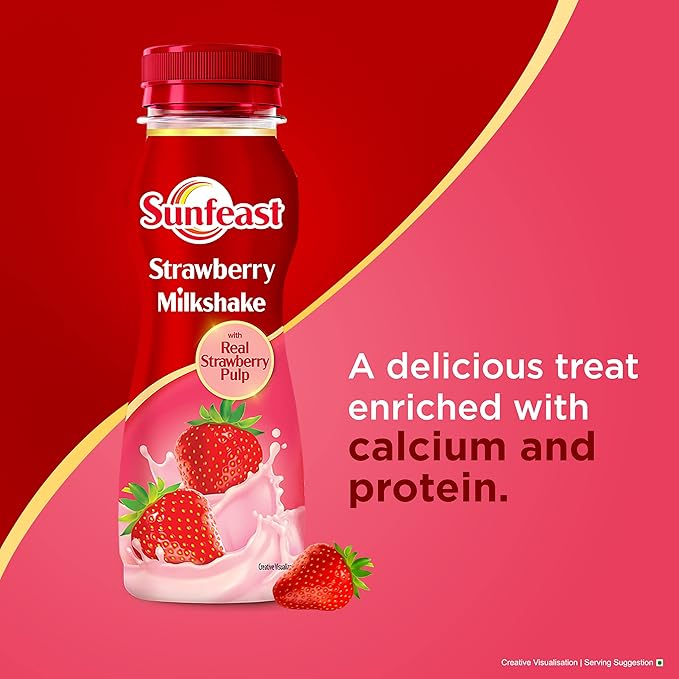 Sunfeast
Strawberry
Milkshake
with
Real
Strawberry
Pulp
A delicious treat
enriched with
calcium and
protein.
Creative Visualisation | Serving Suggestion